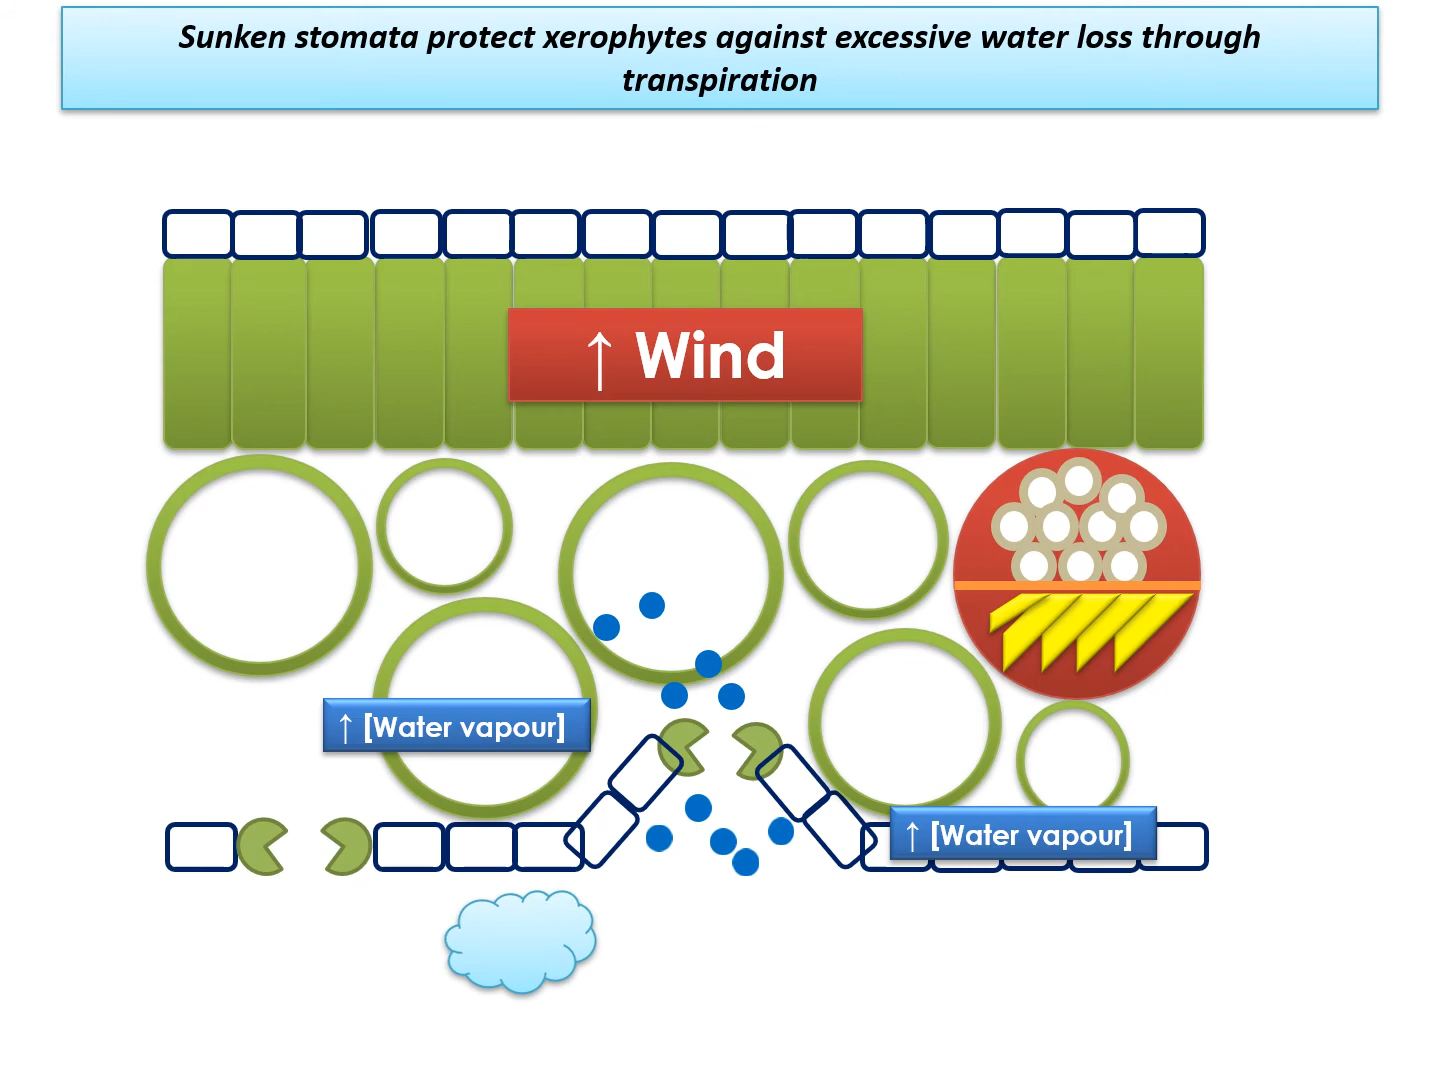 Sunken stomata protect xerophytes against excessive water loss through
transpiration
↑ Wind
↑ [Water vapour]
↑ [Water vapour]